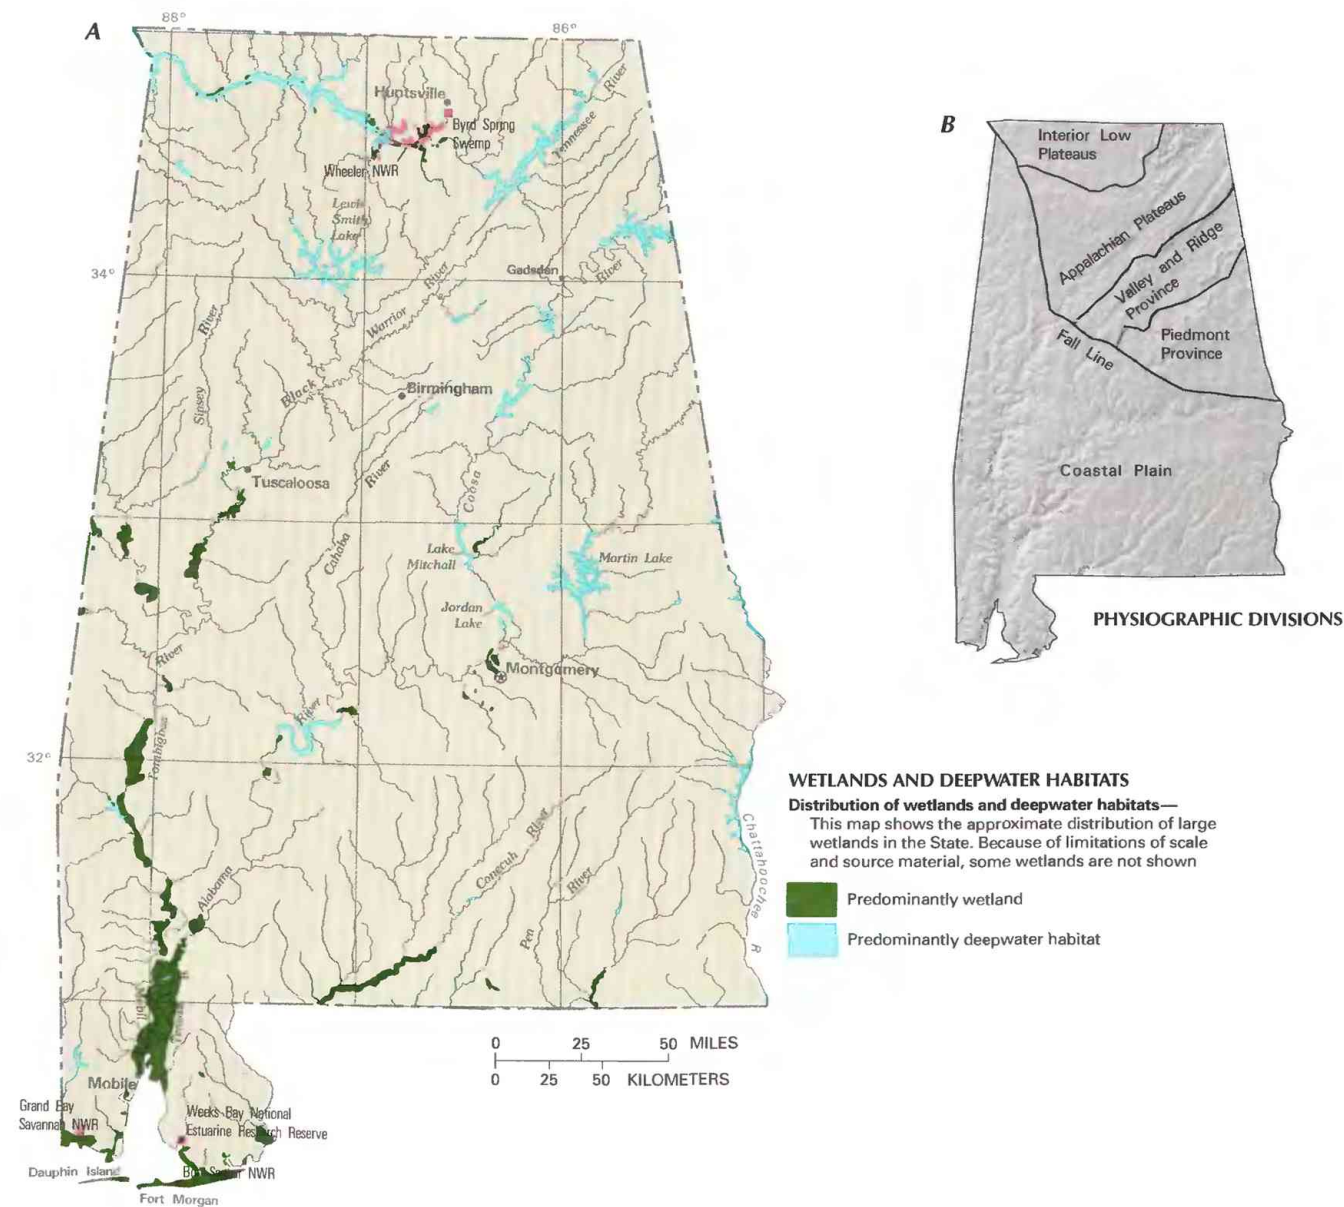 A
88°
86°
Huntsville
River
Byrd Spring
Swemp
Tennessee
Wheeler NWR
Lewis
Smith
Lake
34°
Gadsdan
River
River
Warrior
River
Black
Birmingham
Sipsey
River
Tuscaloosa
Coosa
Cahaba
Lake
Mitchall
Martin Lake
Jordan
Lake
River
Montgomery
River
Tombigbee
32°
Chattahoochee R
Conecuh River
River
Pea
Alabama
Mobile
Grand Bay
Savannah NWR
Weeks Bay National
Estuarine Research Reserve
Dauphin Island
Bon Secour NWR
Fort Morgan
0 25 50 MILES
0 25 50 KILOMETERS
B
Interior Low
Plateaus
Appalachian Plateaus
Valley and Ridge
Province
Piedmont
Province
Fall Line
Coastal Plain
PHYSIOGRAPHIC DIVISIONS
WETLANDS AND DEEPWATER HABITATS
Distribution of wetlands and deepwater habitats—
This map shows the approximate distribution of large
wetlands in the State. Because of limitations of scale
and source material, some wetlands are not shown
Predominantly wetland
Predominantly deepwater habitat